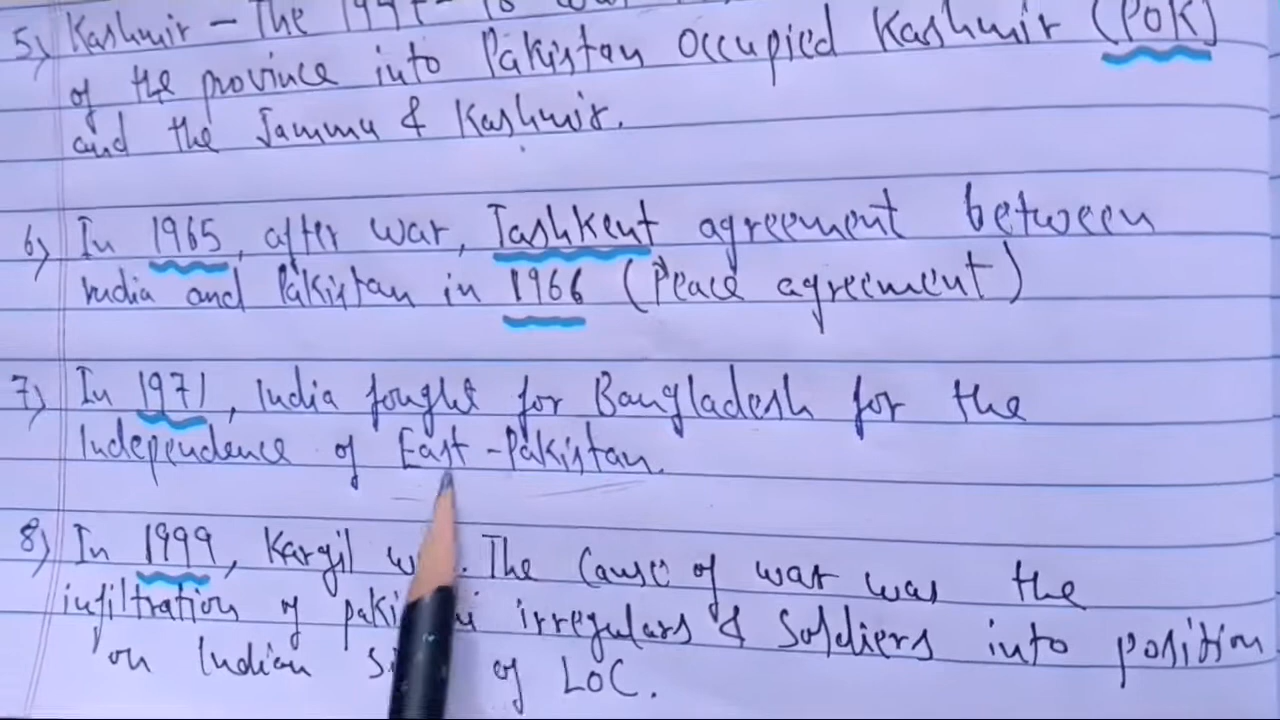 5) Kashmir - The
of the province into Pakistan Occupied Kashmir (POK)
and the Jammu & Kashmir.
6) In 1965, after war, Tashkent agreement between
India and Pakistan in 1966 (Peace agreement)
7) In 1971, India fought for Bangladesh for the
Independence of East-Pakistan.
8) In 1999, Kargil . The Cause of war was the
infiltration of irregulars & Soldiers into position
on Indian of LOC.